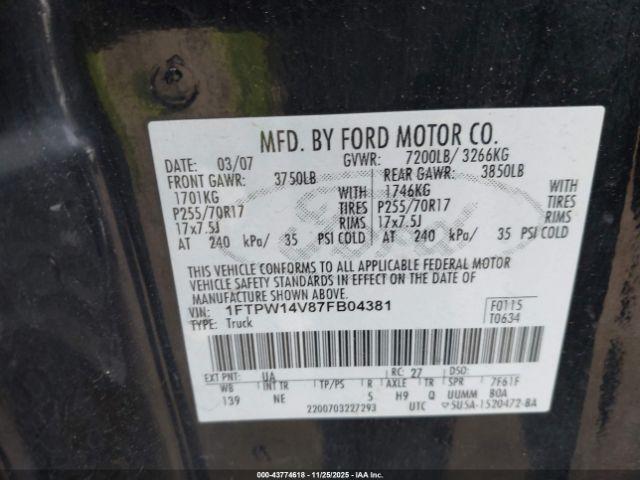 MFD. BY FORD MOTOR CO.
DATE: 03/07 GVWR: 7200LB/ 3266KG
FRONT GAWR: 3750LB REAR GAWR: 3850LB
1701KG WITH 1746KG WITH
P255/70R17 TIRES P255/70R17 TIRES
17x7.5J RIMS 17x7.5J RIMS
AT 240 kPa/ 35 PSI COLD AT 240 kPa/ 35 PSI COLD
THIS VEHICLE CONFORMS TO ALL APPLICABLE FEDERAL MOTOR
VEHICLE SAFETY STANDARDS IN EFFECT ON THE DATE OF
MANUFACTURE SHOWN ABOVE.
VIN: 1FTPW14V87FB04381 F0115
TYPE: Truck T0634
EXT PNT: UA RC: 27 DSO:
WB INT TR TP/PS R AXLE TR SPR 7F61F
139 NE 5 H9 Q UUMM BOA
2200703227293 UTC
000-43774618 - 11/25/2025 - © IAA Holdings, LLC